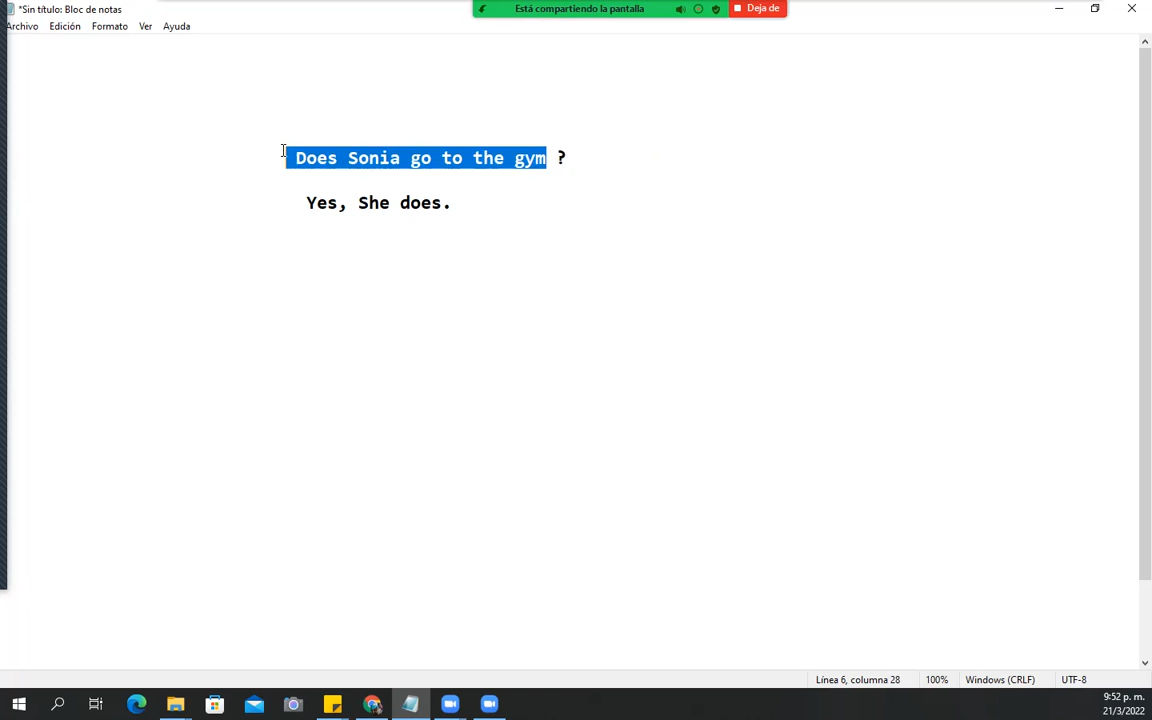 *Sin título: Bloc de notas
Está compartiendo la pantalla
Deja de
Archivo Edición Formato Ver Ayuda
Does Sonia go to the gym ?
Yes, She does.
Línea 6, columna 28 100% Windows (CRLF) UTF-8
9:52 p. m.
21/3/2022